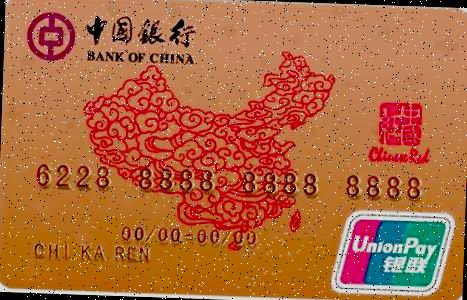 中国银行
BANK OF CHINA
China Red
6228 8888 8888 8888
00/00-00/00
CHI KA REN
UnionPay
银联